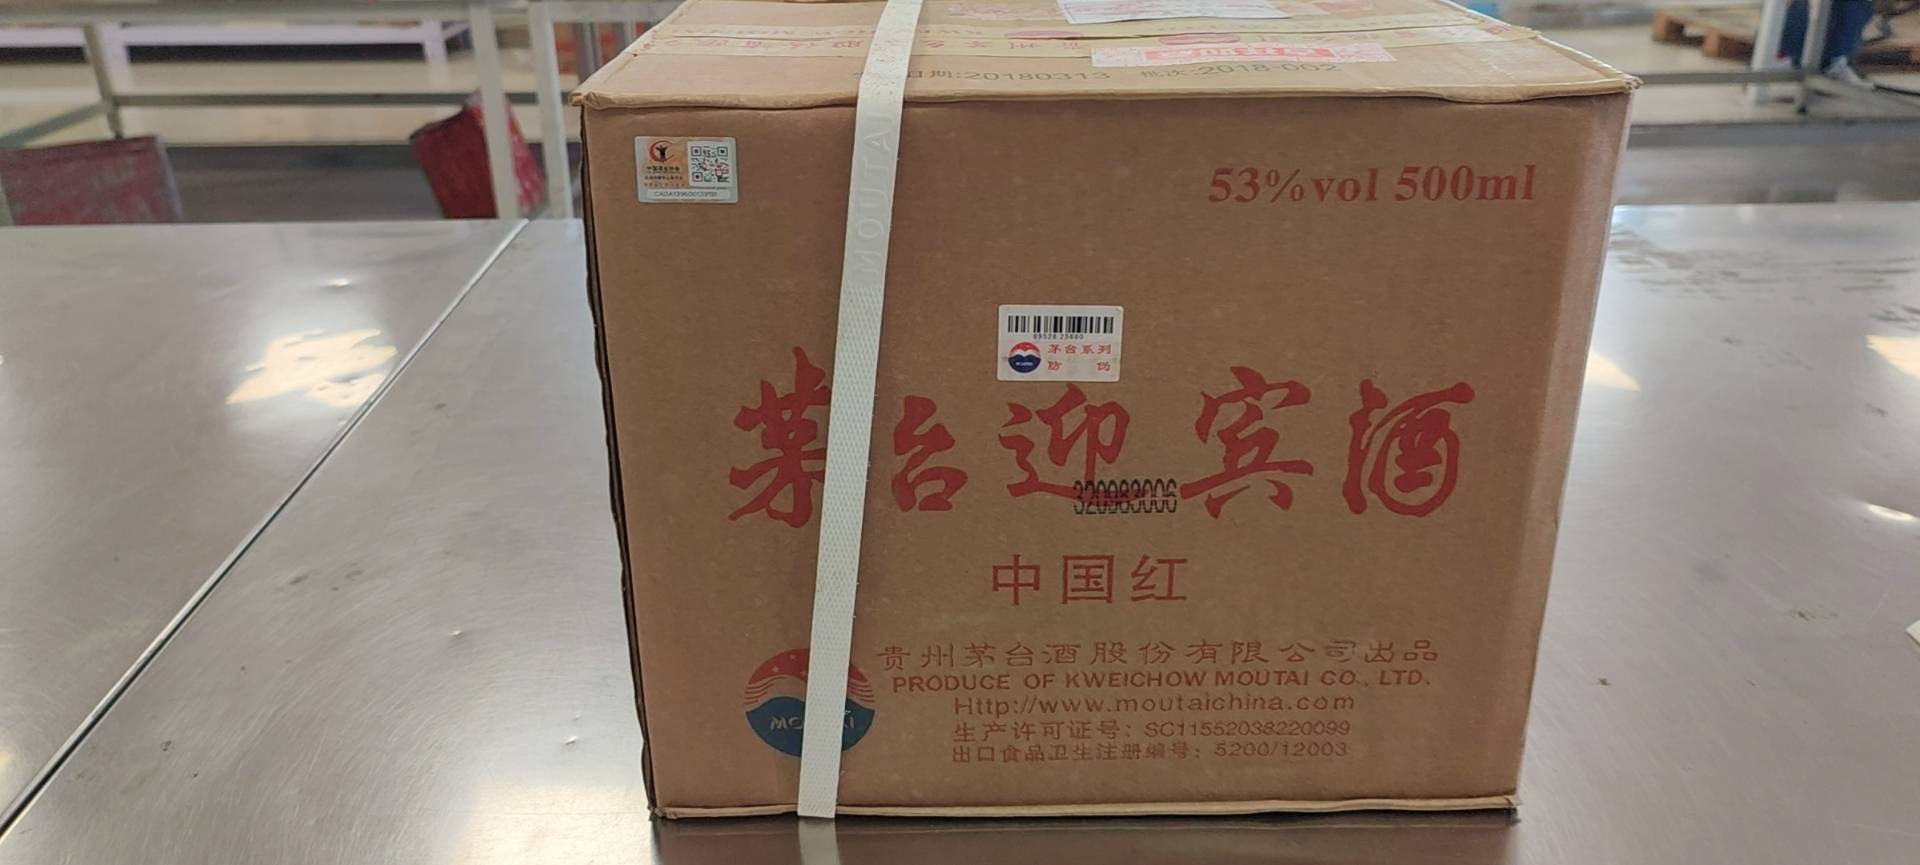 日期:20180313 批次:2018-002
MOUTAI
53%vol 500ml
茅台系列
防 伪
茅台迎宾酒
320983006
中国红
MOUTAI
贵州茅台酒股份有限公司出品
PRODUCE OF KWEICHOW MOUTAI CO., LTD.
Http://www.moutaichina.com
生产许可证号: SC11552038220099
出口食品卫生注册编号: 5200/12003